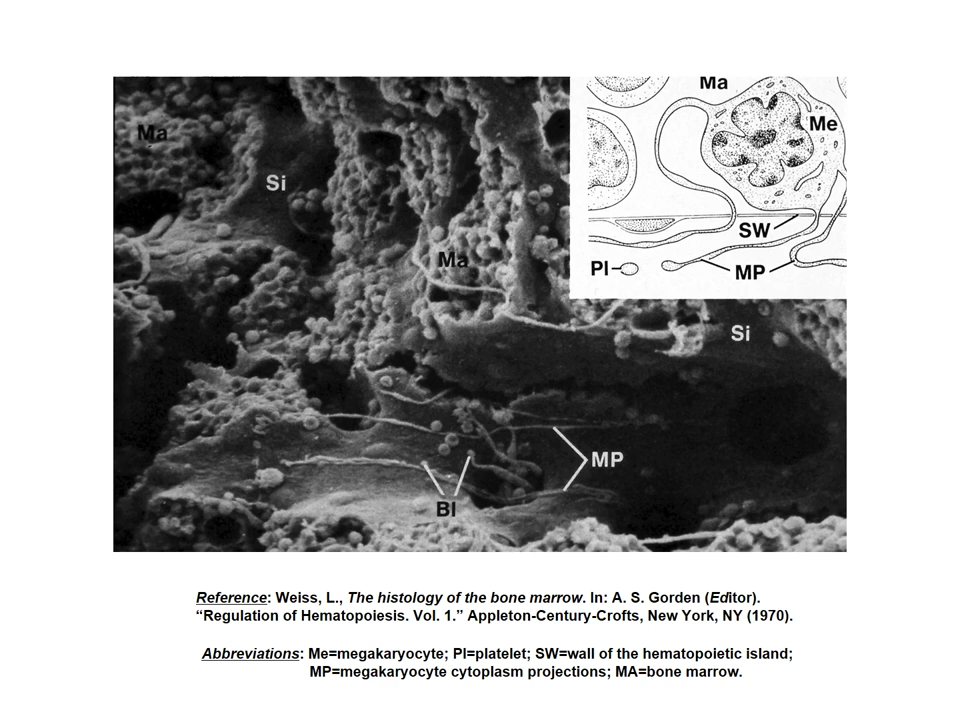 Ma
Me
Ma
Si
SW
Ma
Pl
MP
Si
MP
Bl
Reference: Weiss, L., The histology of the bone marrow. In: A. S. Gorden (Editor).
“Regulation of Hematopoiesis. Vol. 1.” Appleton-Century-Crofts, New York, NY (1970).
Abbreviations: Me=megakaryocyte; Pl=platelet; SW=wall of the hematopoietic island;
MP=megakaryocyte cytoplasm projections; MA=bone marrow.